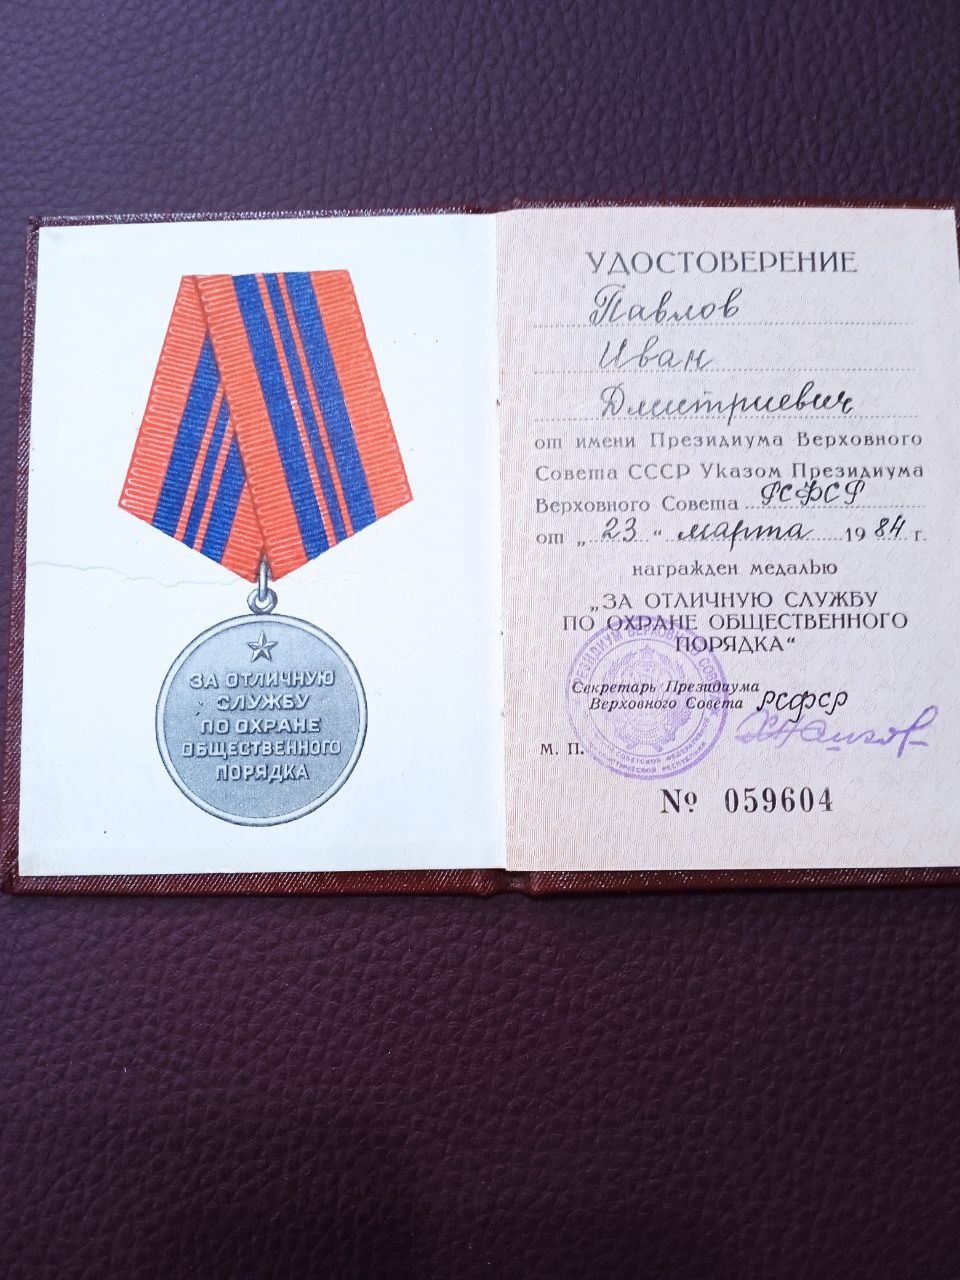 ЗА ОТЛИЧНУЮ
СЛУЖБУ
ПО ОХРАНЕ
ОБЩЕСТВЕННОГО
ПОРЯДКА
УДОСТОВЕРЕНИЕ
Павлов
Иван
Дмитриевич
от имени Президиума Верховного
Совета СССР Указом Президиума
Верховного Совета РСФСР
от „23“ марта 1984 г.
награжден медалью
„ЗА ОТЛИЧНУЮ СЛУЖБУ
ПО ОХРАНЕ ОБЩЕСТВЕННОГО
ПОРЯДКА“
ПРЕЗИДИУМ ВЕРХОВНОГО
Секретарь Президиума
Верховного Совета РСФСР
М. П.
№ 059604